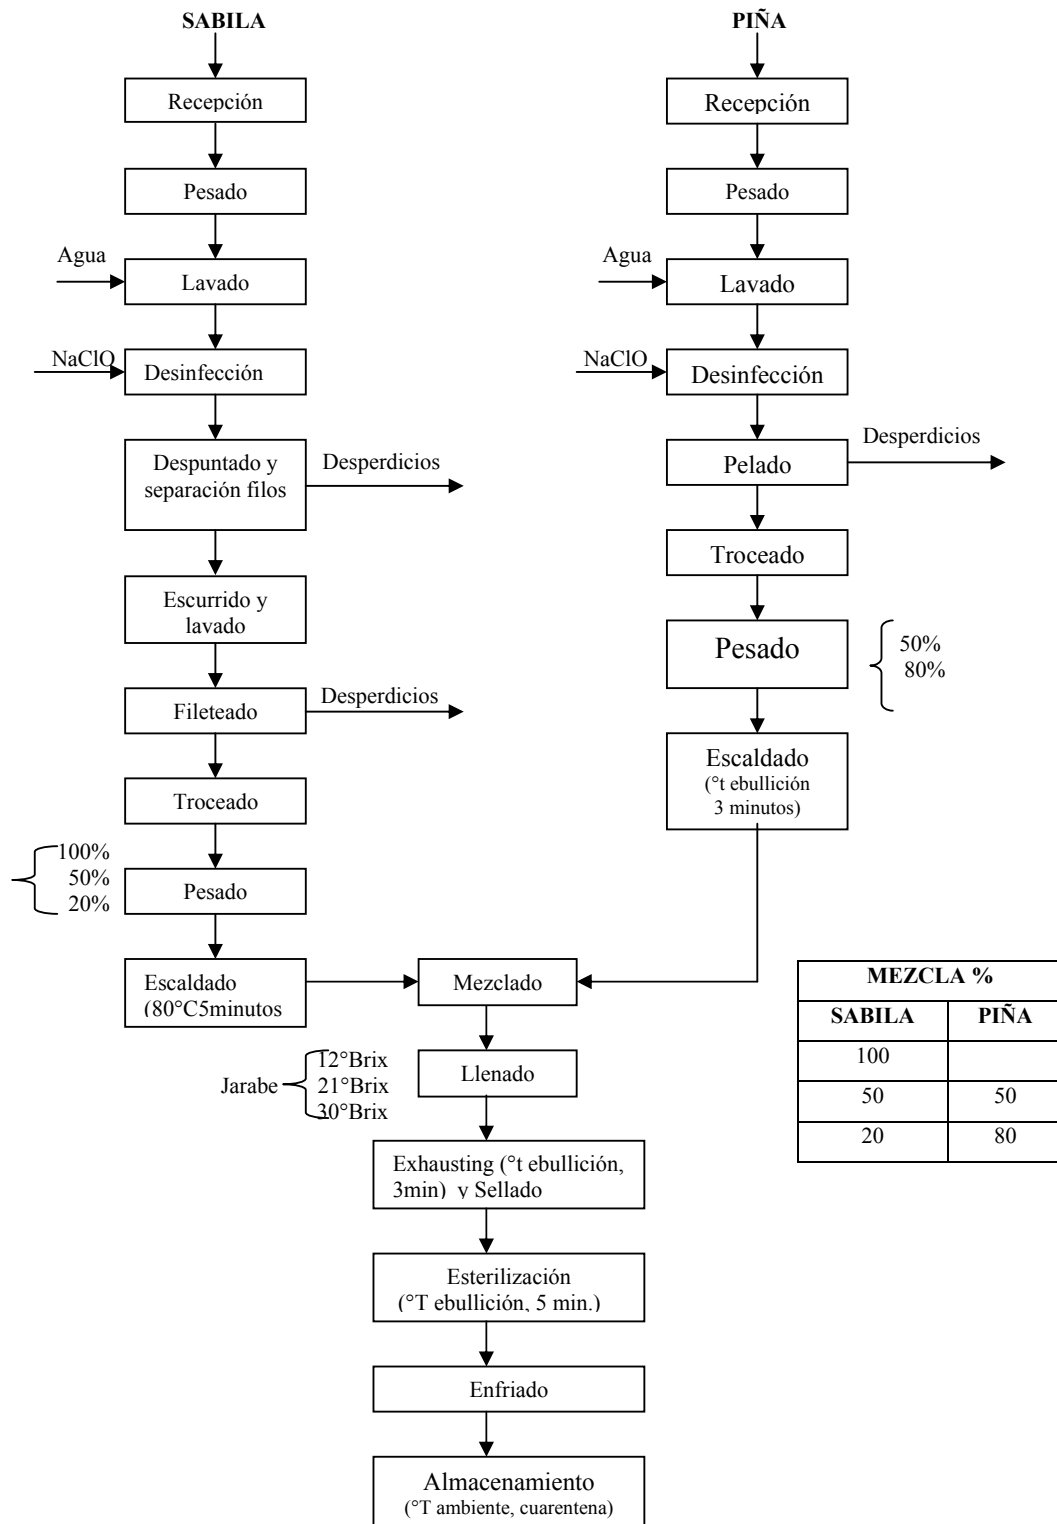 SABILA
Recepción
Pesado
Agua
Lavado
NaClO
Desinfección
Despuntado y
separación filos
Desperdicios
Escurrido y
lavado
Fileteado
Desperdicios
Troceado
100%
50%
20%
Pesado
Escaldado
(80°C5minutos
PIÑA
Recepción
Pesado
Agua
Lavado
NaClO
Desinfección
Pelado
Desperdicios
Troceado
Pesado
50%
80%
Escaldado
(°t ebullición
3 minutos)
Mezclado
Jarabe
12°Brix
21°Brix
30°Brix
Llenado
Exhausting (°t ebullición,
3min) y Sellado
Esterilización
(°T ebullición, 5 min.)
Enfriado
Almacenamiento
(°T ambiente, cuarentena)
MEZCLA %
SABILA PIÑA
100
50 50
20 80